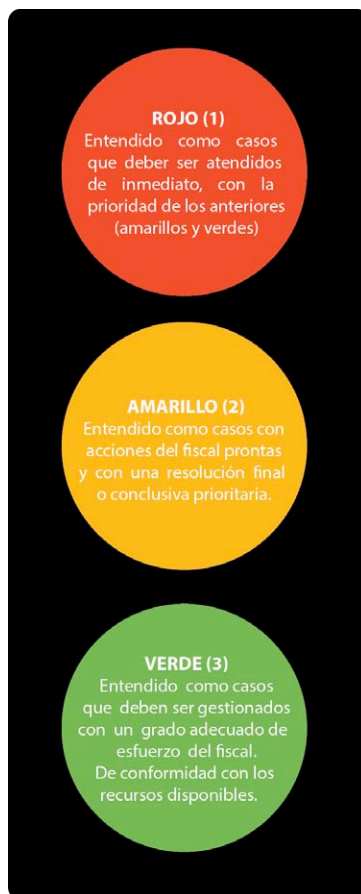 ROJO (1)
Entendido como casos
que deber ser atendidos
de inmediato, con la
prioridad de los anteriores
(amarillos y verdes)
AMARILLO (2)
Entendido como casos con
acciones del fiscal prontas
y con una resolución final
o conclusiva prioritaria.
VERDE (3)
Entendido como casos
que deben ser gestionados
con un grado adecuado de
esfuerzo del fiscal.
De conformidad con los
recursos disponibles.